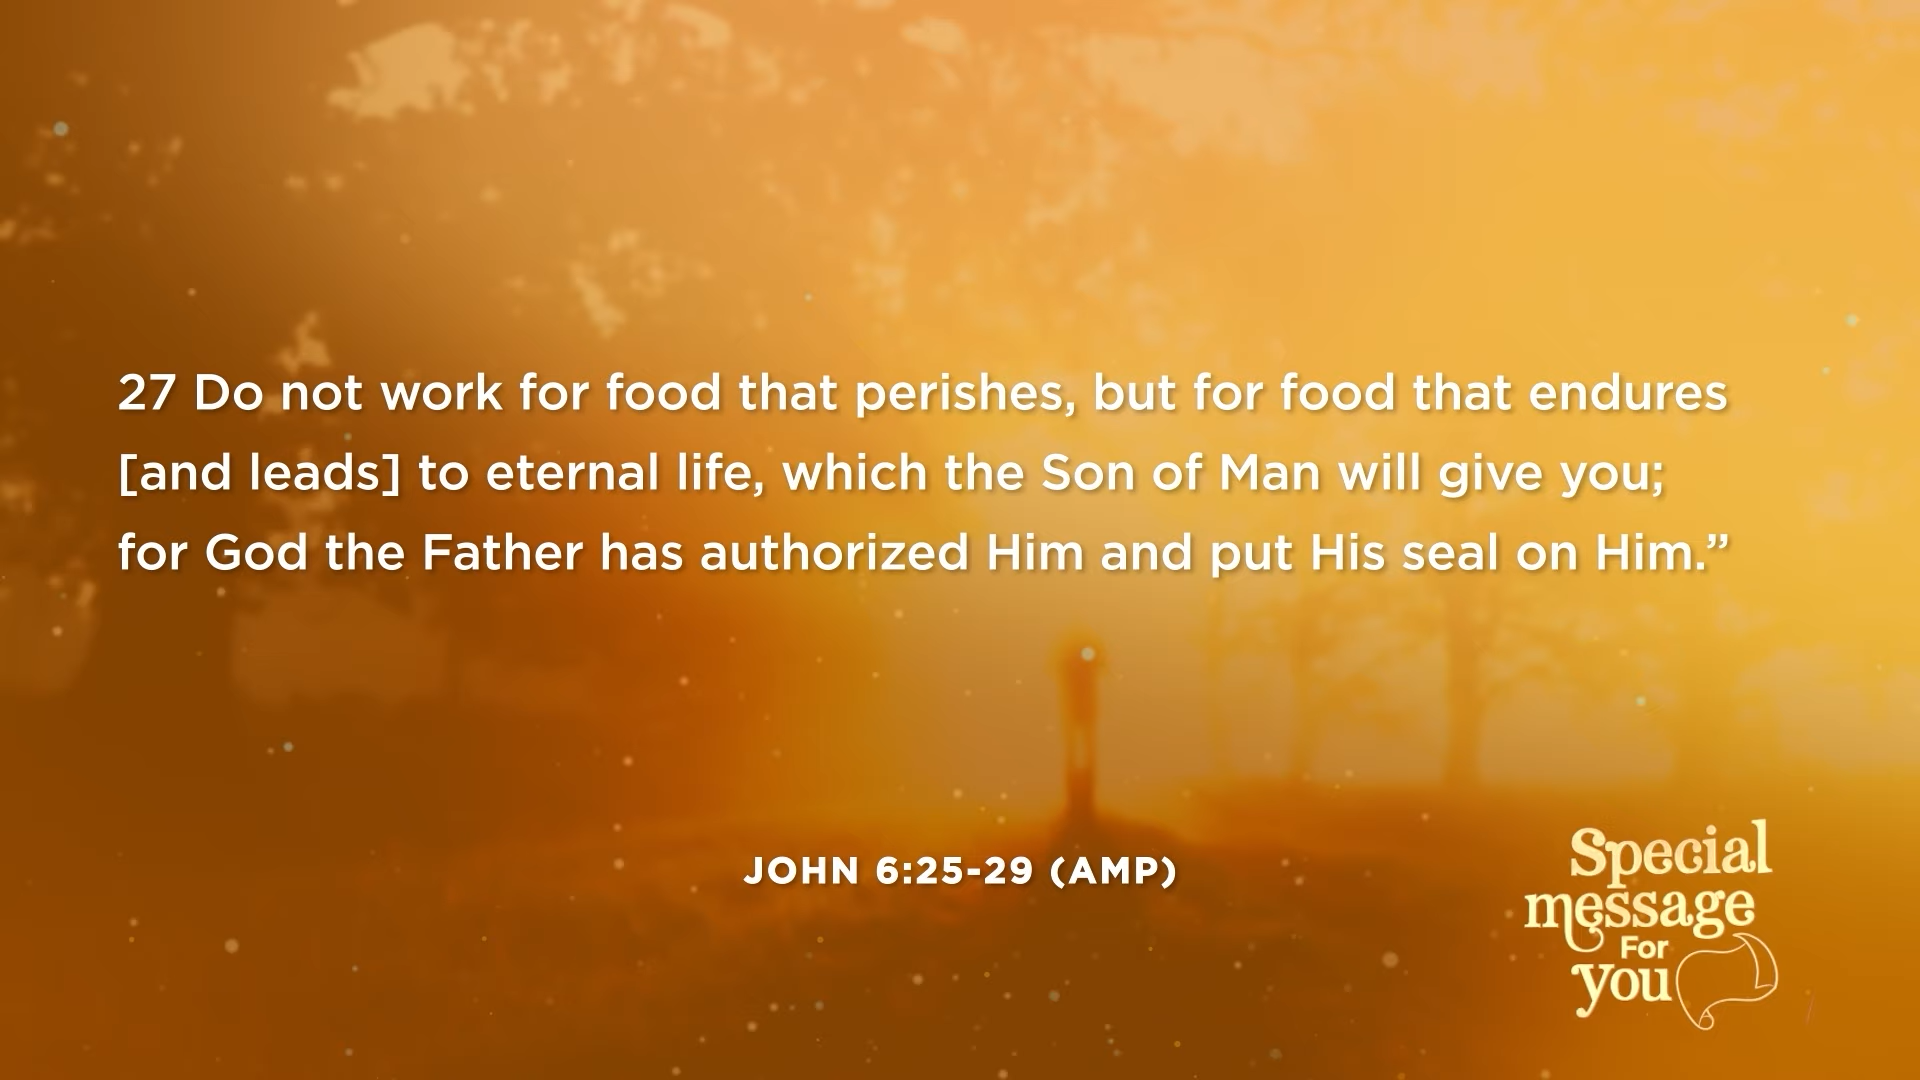 27 Do not work for food that perishes, but for food that endures
[and leads] to eternal life, which the Son of Man will give you;
for God the Father has authorized Him and put His seal on Him.”
JOHN 6:25-29 (AMP)
Special
message
For
you